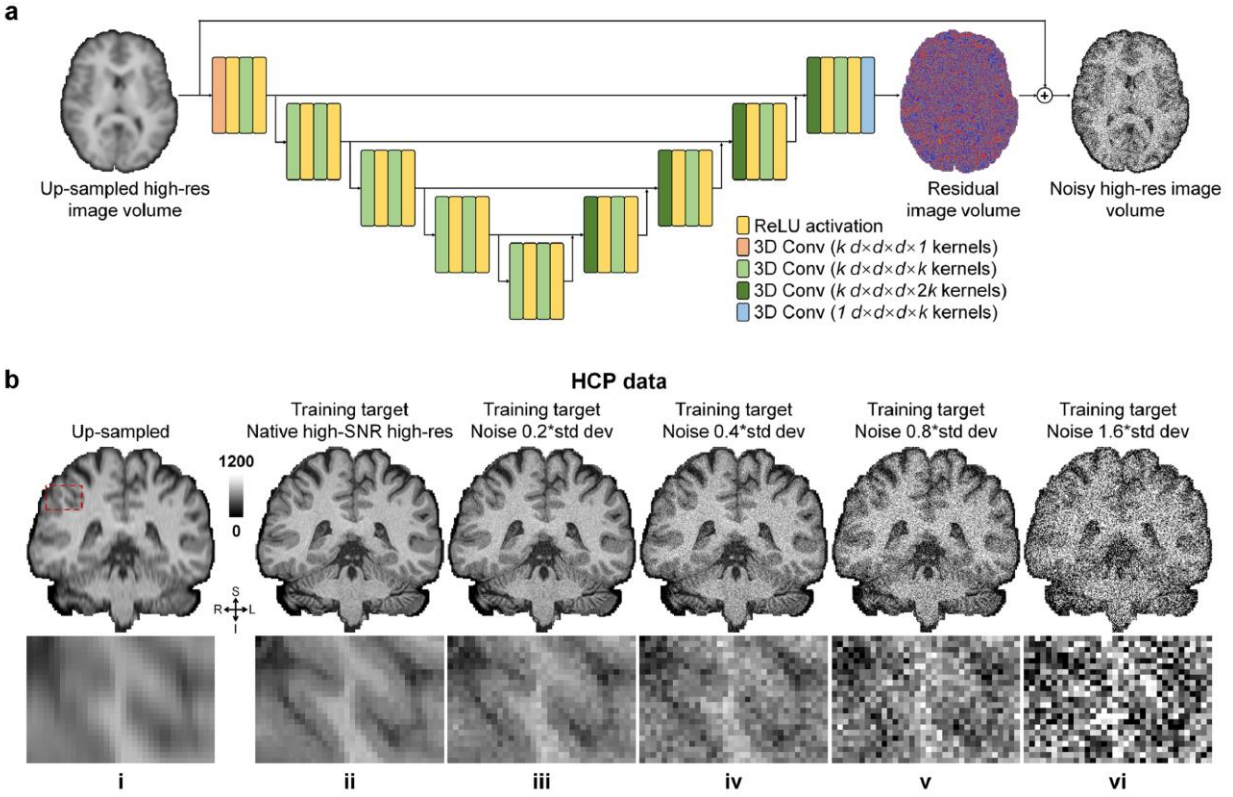 a
Up-sampled high-res
image volume
Residual
image volume
Noisy high-res image
volume
ReLU activation
3D Conv (k d×d×d×1 kernels)
3D Conv (k d×d×d×k kernels)
3D Conv (k d×d×d×2k kernels)
3D Conv (1 d×d×d×k kernels)
b
HCP data
Up-sampled
Training target
Native high-SNR high-res
Training target
Noise 0.2*std dev
Training target
Noise 0.4*std dev
Training target
Noise 0.8*std dev
Training target
Noise 1.6*std dev
1200
0
S
R L
I
i
ii
iii
iv
v
vi